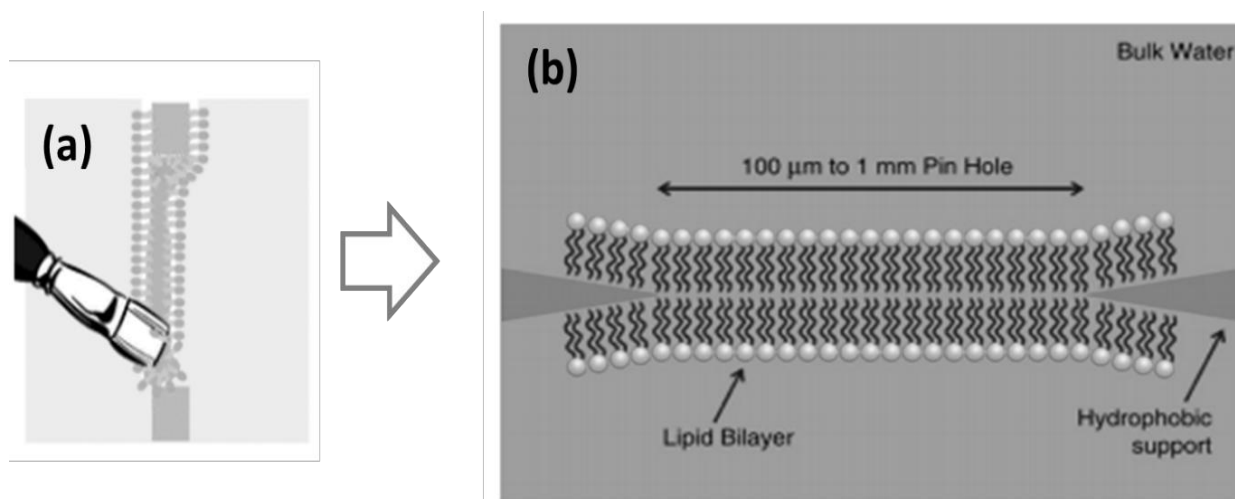 (a)
(b)
Bulk Water
100 μm to 1 mm Pin Hole
Lipid Bilayer
Hydrophobic
support